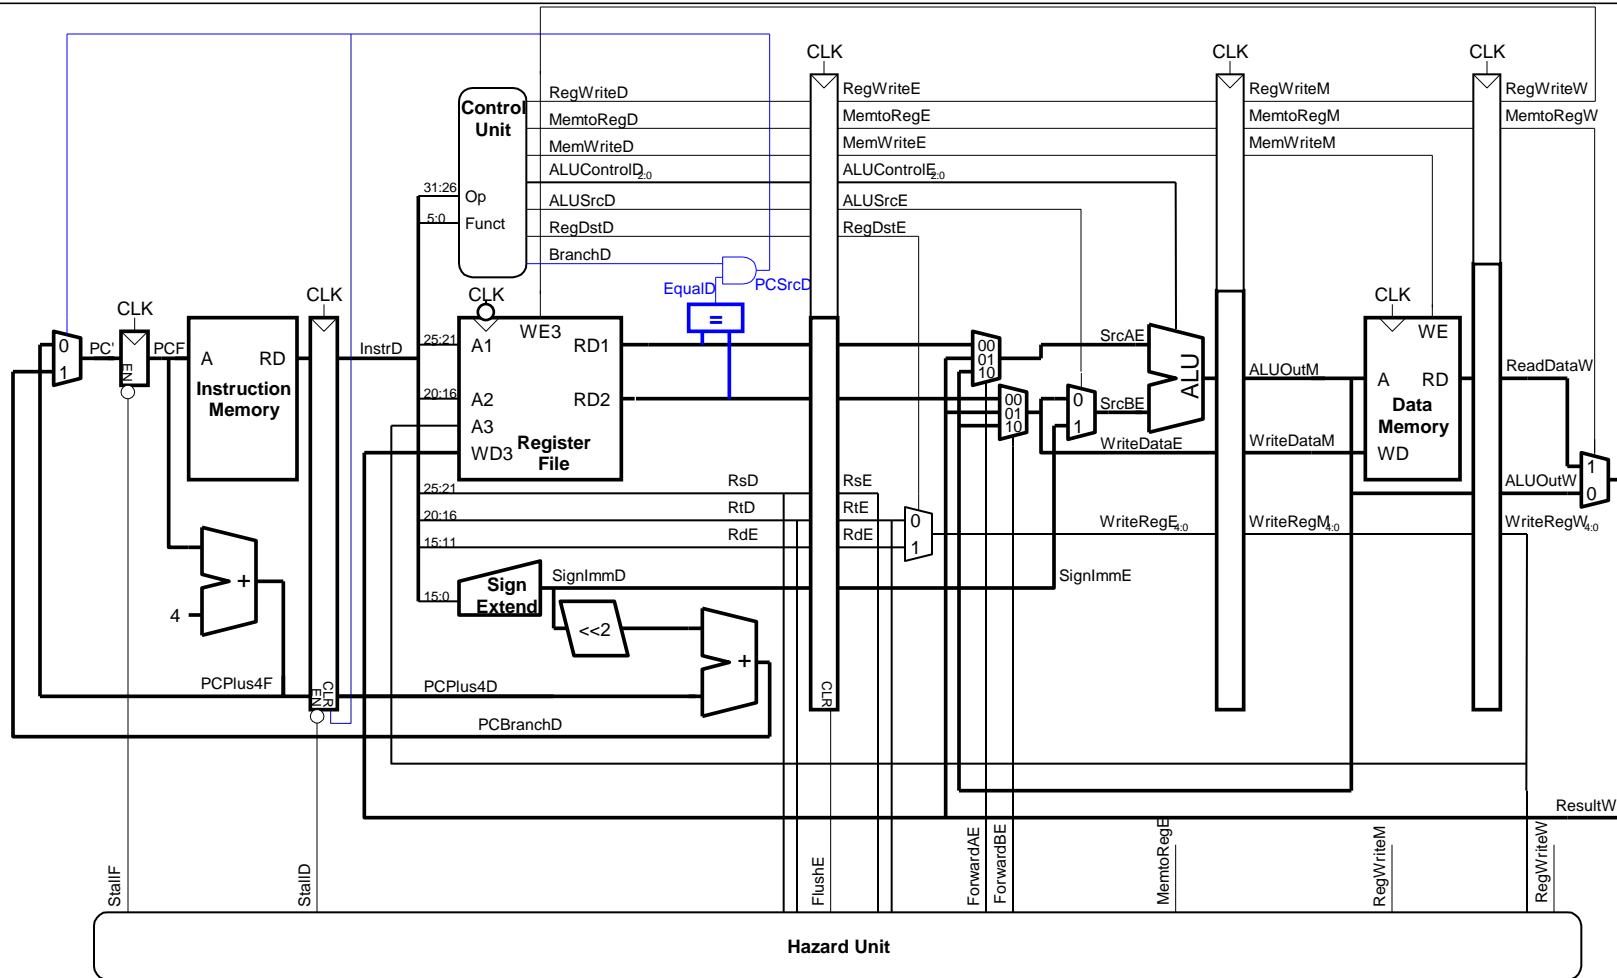 CLK CLK CLK
RegWriteD RegWriteE RegWriteM RegWriteW
Control
Unit
MemtoRegD MemtoRegE MemtoRegM MemtoRegW
MemWriteD MemWriteE MemWriteM
ALUControlD2:0 ALUControlE2:0
31:26 Op
ALUSrcD ALUSrcE
5:0 Funct
RegDstD RegDstE
BranchD
EqualD PCSrcD
CLK CLK CLK
=
WE3
CLK
WE
0
1
PC'
EN
PCF
A RD
Instruction
Memory
InstrD
25:21 A1 RD1
20:16 A2 RD2
A3
WD3
Register
File
00
01
10
00
01
10
SrcAE
0
1
SrcBE
ALU
ALUOutM
A RD
Data
Memory
WD
ReadDataW
WriteDataE WriteDataM
1
0
ALUOutW
25:21 RsD RsE
20:16 RtD RtE
15:11 RdE RdE
0
1
WriteRegE4:0 WriteRegM4:0 WriteRegW4:0
15:0
Sign
Extend
SignImmD SignImmE
+
4
<<2
+
PCPlus4F PCPlus4D
EN
CLR
CLR
PCBranchD
ResultW
StallF
StallD
FlushE
ForwardAE
ForwardBE
MemtoRegE
RegWriteM
RegWriteW
Hazard Unit